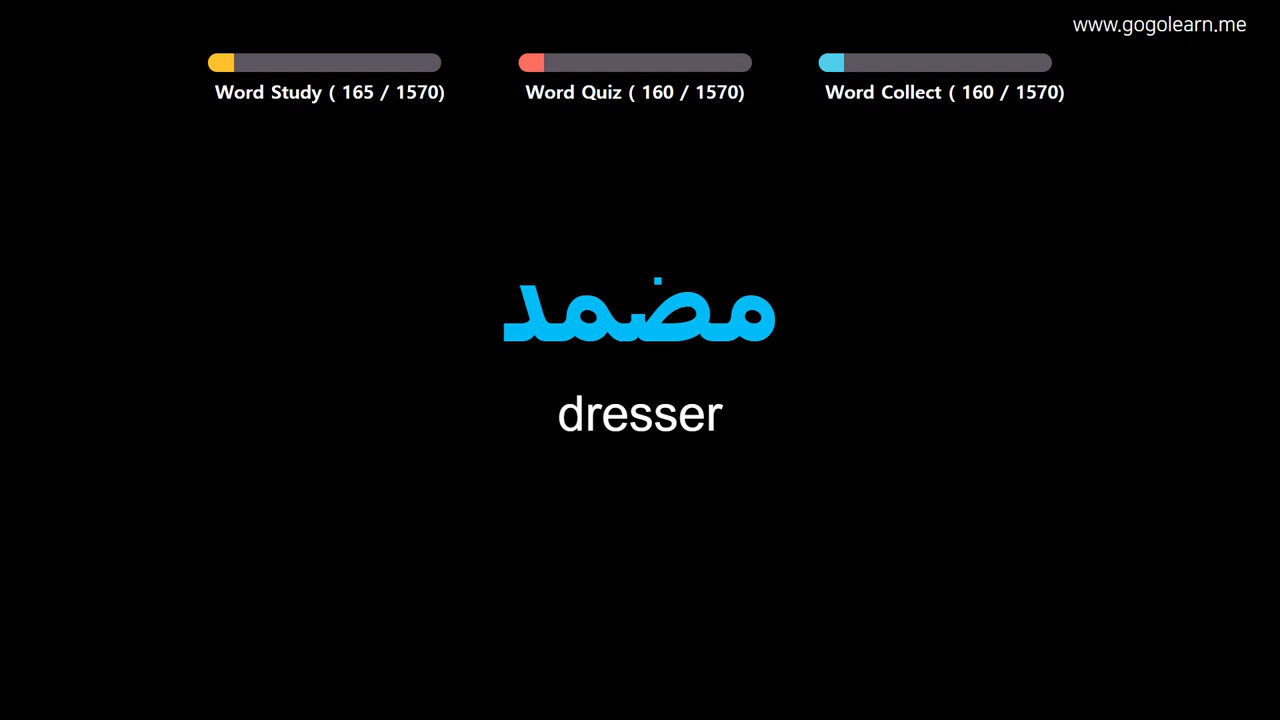 www.gogolearn.me
Word Study ( 165 / 1570)
Word Quiz ( 160 / 1570)
Word Collect ( 160 / 1570)
مضمد
dresser